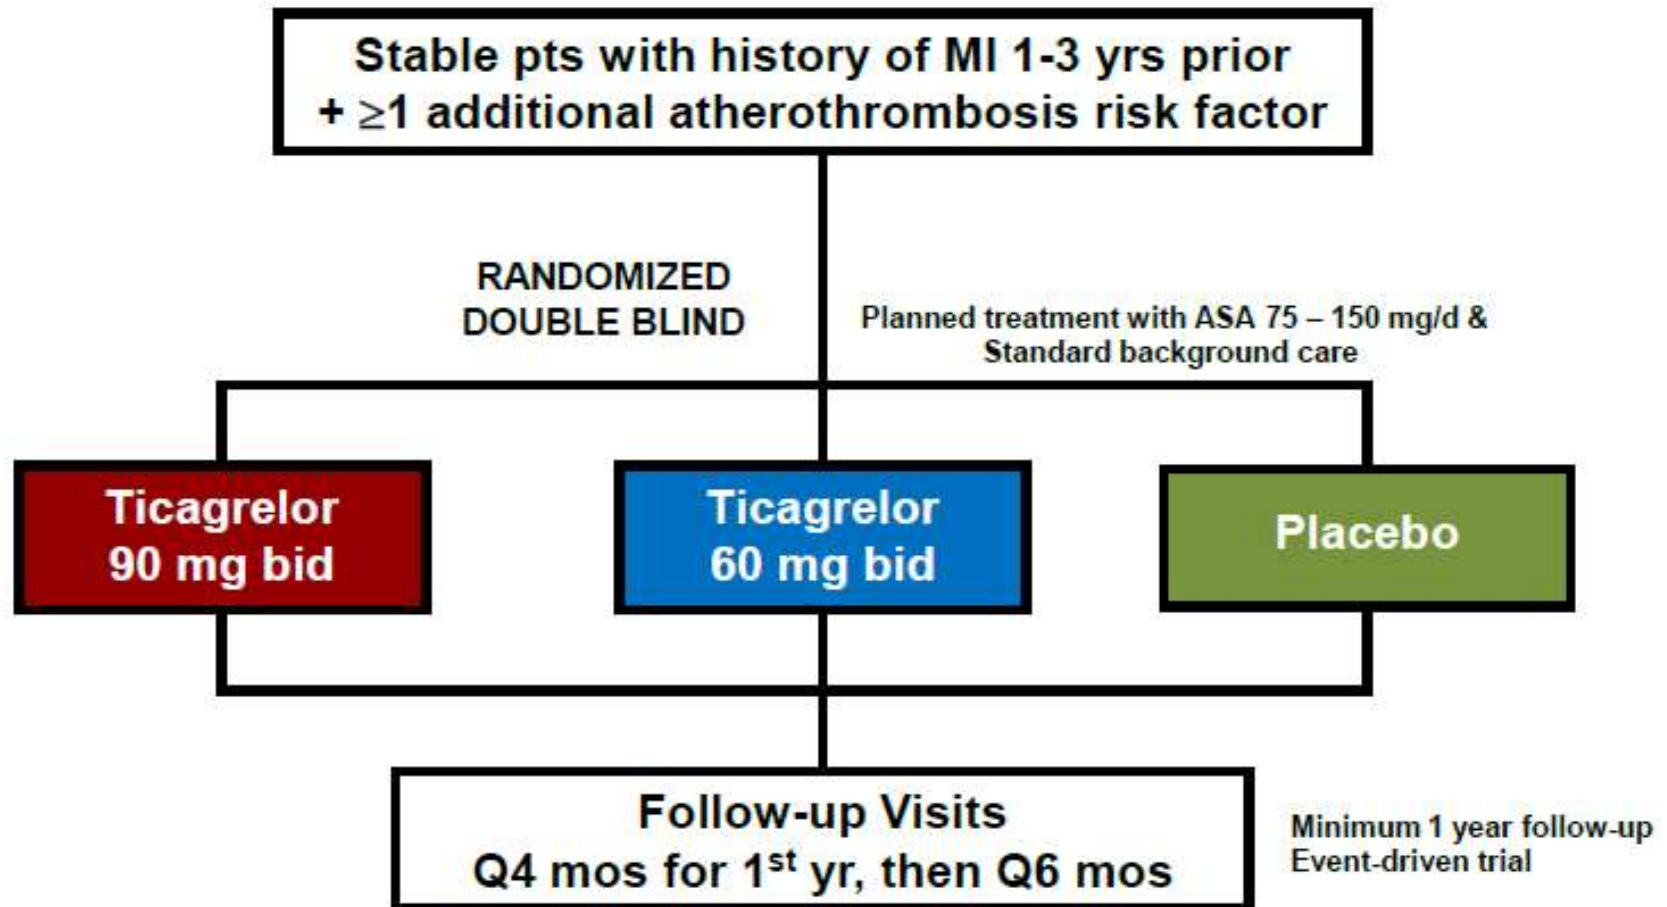 Stable pts with history of MI 1-3 yrs prior
+ ≥1 additional atherothrombosis risk factor
RANDOMIZED
DOUBLE BLIND
Planned treatment with ASA 75 – 150 mg/d &
Standard background care
Ticagrelor
90 mg bid
Ticagrelor
60 mg bid
Placebo
Follow-up Visits
Q4 mos for 1st yr, then Q6 mos
Minimum 1 year follow-up
Event-driven trial